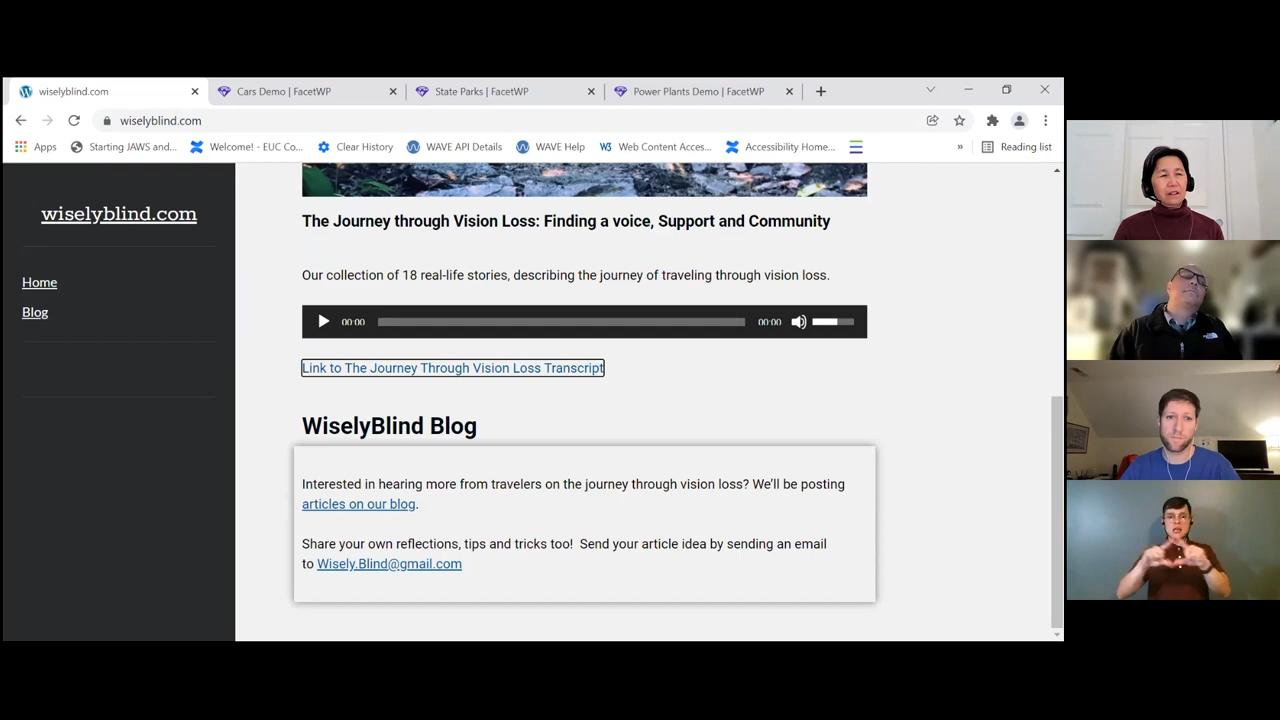 wiselyblind.com
Cars Demo | FacetWP
State Parks | FacetWP
Power Plants Demo | FacetWP
wiselyblind.com
Apps
Starting JAWS and...
Welcome! - EUC Co...
Clear History
WAVE API Details
WAVE Help
W3
Web Content Acces...
Accessibility Home...
»
Reading list
wiselyblind.com
Home
Blog
The Journey through Vision Loss: Finding a voice, Support and Community
Our collection of 18 real-life stories, describing the journey of traveling through vision loss.
00:00
00:00
Link to The Journey Through Vision Loss Transcript
WiselyBlind Blog
Interested in hearing more from travelers on the journey through vision loss? We’ll be posting
articles on our blog.
Share your own reflections, tips and tricks too!  Send your article idea by sending an email
to Wisely.Blind@gmail.com